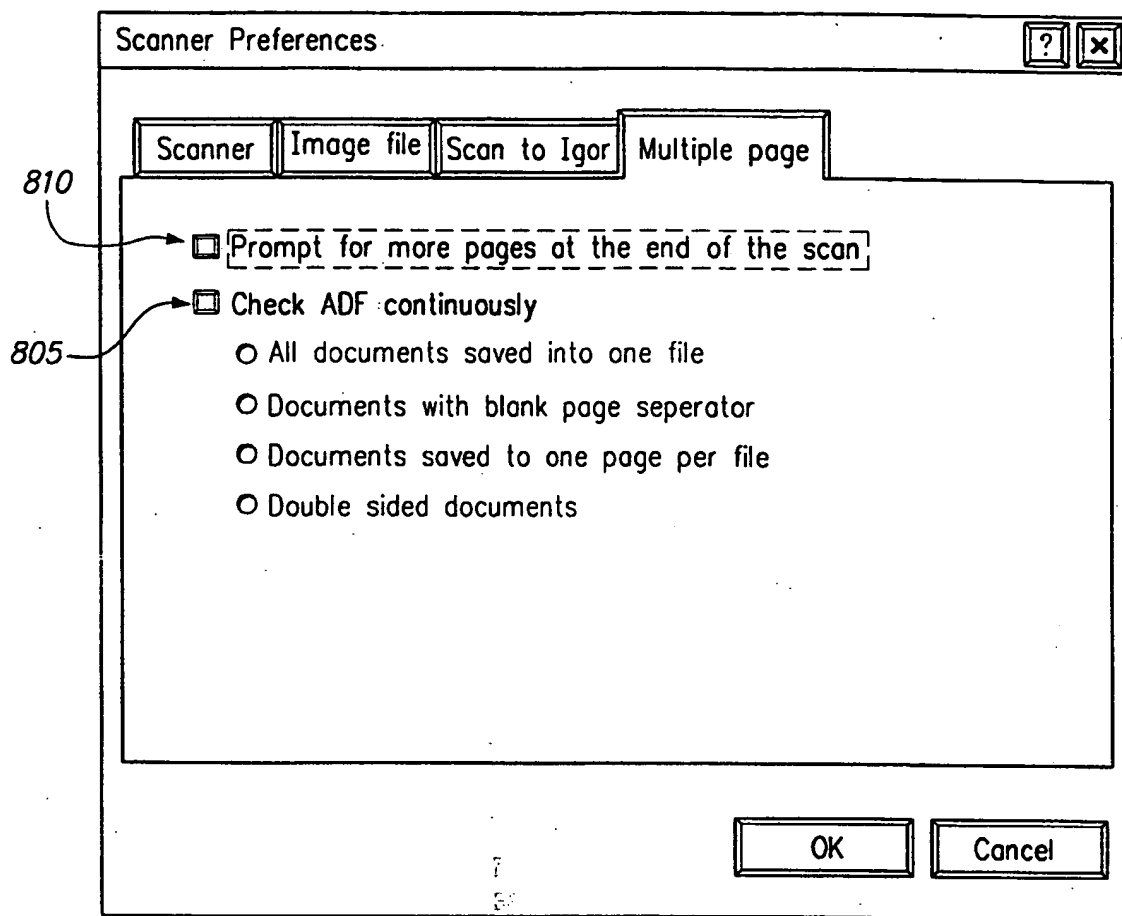 Scanner Preferences
? ×
Scanner Image file Scan to Igor Multiple page
810
Prompt for more pages at the end of the scan
Check ADF continuously
805
All documents saved into one file
Documents with blank page seperator
Documents saved to one page per file
Double sided documents
OK Cancel